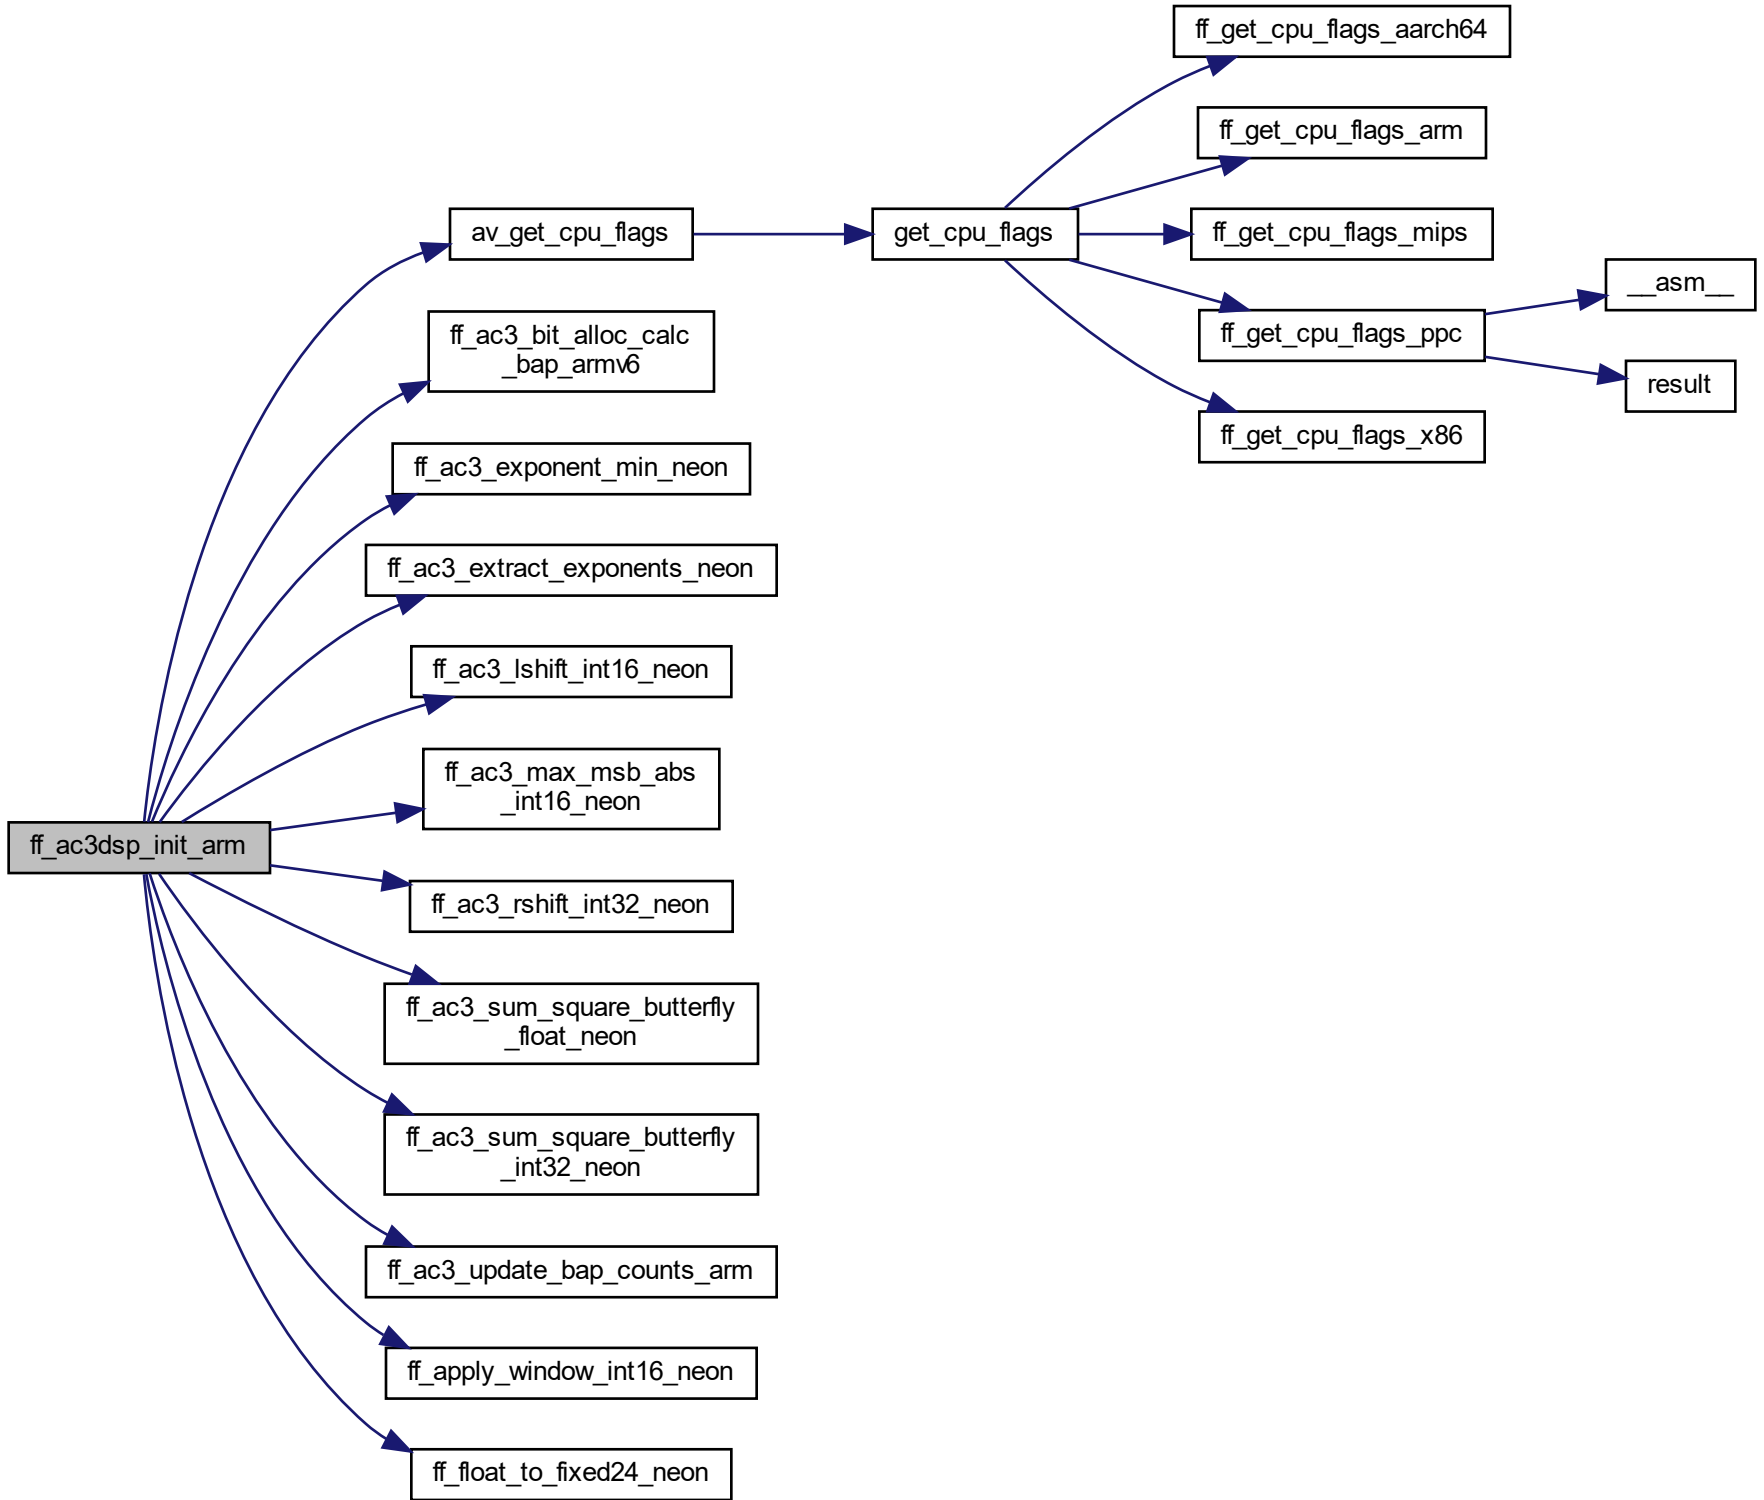 ff_get_cpu_flags_aarch64
ff_get_cpu_flags_arm
av_get_cpu_flags
get_cpu_flags
ff_get_cpu_flags_mips
__asm__
ff_ac3_bit_alloc_calc
_bap_armv6
ff_get_cpu_flags_ppc
result
ff_get_cpu_flags_x86
ff_ac3_exponent_min_neon
ff_ac3_extract_exponents_neon
ff_ac3_lshift_int16_neon
ff_ac3_max_msb_abs
_int16_neon
ff_ac3dsp_init_arm
ff_ac3_rshift_int32_neon
ff_ac3_sum_square_butterfly
_float_neon
ff_ac3_sum_square_butterfly
_int32_neon
ff_ac3_update_bap_counts_arm
ff_apply_window_int16_neon
ff_float_to_fixed24_neon